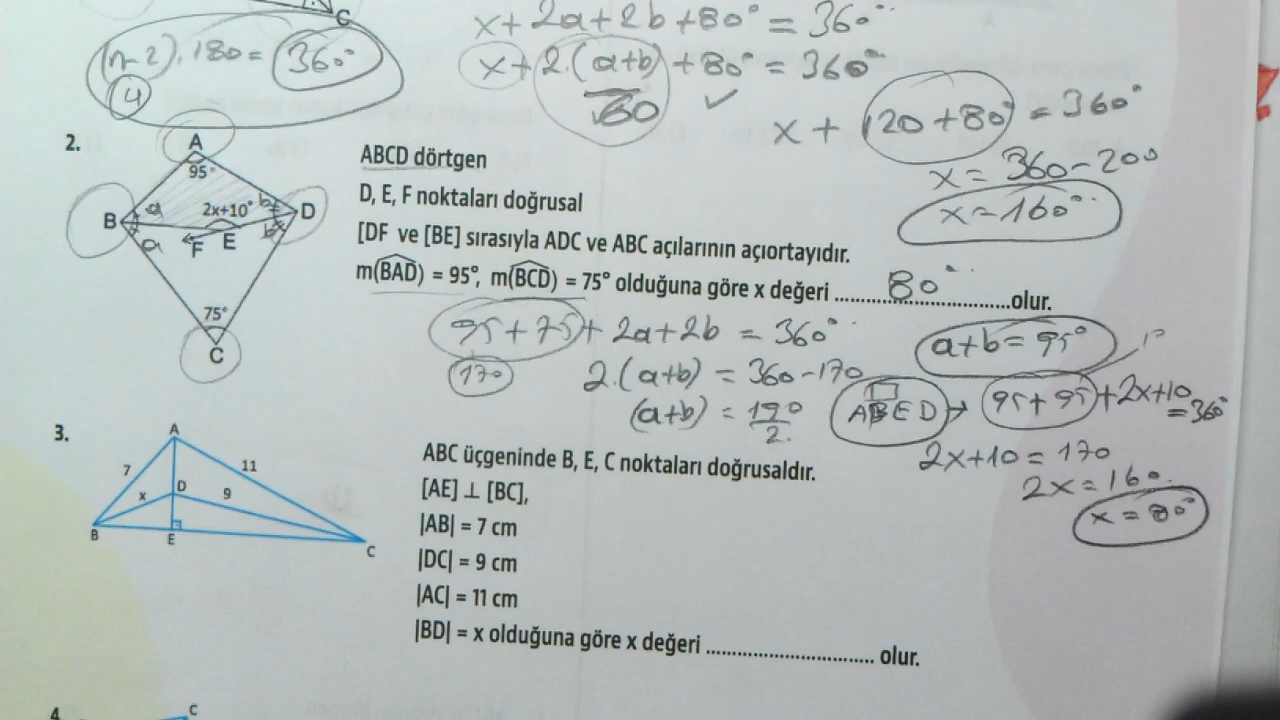 C
x + 2a + 2b + 80° = 360°
(n-2).180 = 360°
x + 2.(a+b) + 80° = 360°
4
60
x + 120 + 80 = 360°
x = 360 - 200
x = 160°
2.
A
95°
B
a
2x+10°
b
D
a
F
E
b
75°
C
ABCD dörtgen
D, E, F noktaları doğrusal
[DF ve [BE] sırasıyla ADC ve ABC açılarının açıortayıdır.
m(BAD) = 95°, m(BCD) = 75° olduğuna göre x değeri ........ 80° ........ olur.
95 + 75 + 2a + 2b = 360°
170
2.(a+b) = 360 - 170
(a+b) = 190/2
a+b = 95°
ABED → 95 + 95 + 2x+10 = 360°
2x+10 = 170
2x = 160
x = 80°
3.
A
7
11
x
D
9
B
E
C
ABC üçgeninde B, E, C noktaları doğrusaldır.
[AE] ⊥ [BC],
|AB| = 7 cm
|DC| = 9 cm
|AC| = 11 cm
|BD| = x olduğuna göre x değeri ................................ olur.
4
C